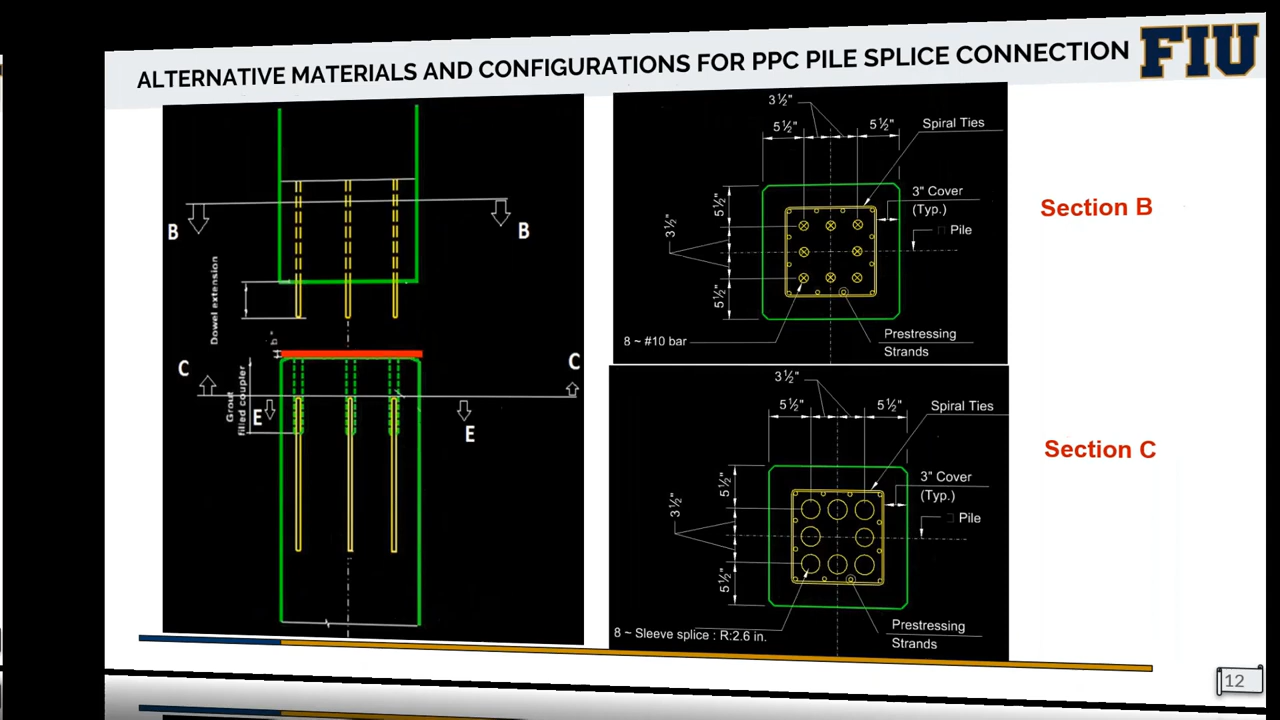 ALTERNATIVE MATERIALS AND CONFIGURATIONS FOR PPC PILE SPLICE CONNECTION
FIU
B
B
Dowel extension
b"
C
C
Grout
filled coupler
E
E
3½"
5½"
5½"
Spiral Ties
3" Cover
(Typ.)
Pile
5½"
3½"
5½"
8 ~ #10 bar
Prestressing
Strands
Section B
3½"
5½"
5½"
Spiral Ties
3" Cover
(Typ.)
Pile
5½"
3½"
5½"
8 ~ Sleeve splice : R:2.6 in.
Prestressing
Strands
Section C
12